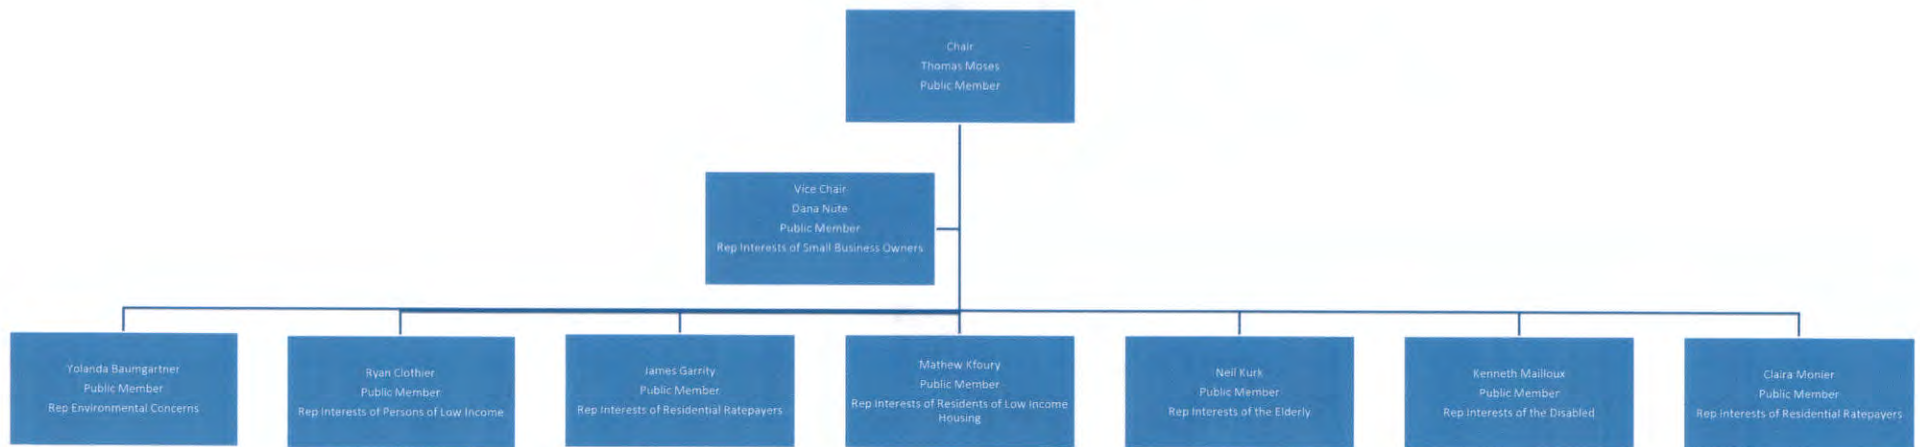 Chair
Thomas Moses
Public Member
Vice Chair
Dana Nute
Public Member
Rep Interests of Small Business Owners
Yolanda Baumgartner
Public Member
Rep Environmental Concerns
Ryan Clothier
Public Member
Rep Interests of Persons of Low Income
James Garrity
Public Member
Rep Interests of Residential Ratepayers
Mathew Kfoury
Public Member
Rep Interests of Residents of Low Income
Housing
Neil Kurk
Public Member
Rep Interests of the Elderly
Kenneth Mailloux
Public Member
Rep Interests of the Disabled
Claira Monier
Public Member
Rep Interests of Residential Ratepayers